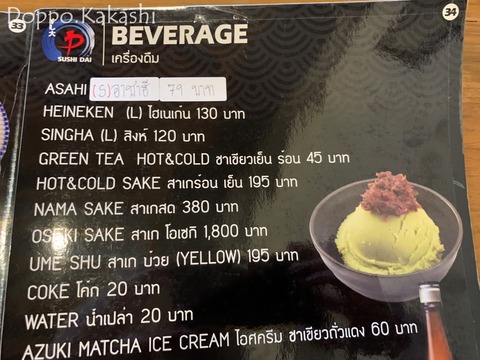 Doppo.Kakashi
33
34
大
SUSHI DAI
BEVERAGE
เครื่องดื่ม
ASAHI (S) อาซาฮี 79 บาท
HEINEKEN (L) ไฮเนเก้น 130 บาท
SINGHA (L) สิงห์ 120 บาท
GREEN TEA HOT&COLD ชาเขียวเย็น ร้อน 45 บาท
HOT&COLD SAKE สาเกร้อน เย็น 195 บาท
NAMA SAKE สาเกสด 380 บาท
OSEKI SAKE สาเก โอเซกิ 1,800 บาท
UME SHU สาเก บ๊วย (YELLOW) 195 บาท
COKE โค้ก 20 บาท
WATER น้ำเปล่า 20 บาท
AZUKI MATCHA ICE CREAM ไอศครีม ชาเขียวถั่วแดง 60 บาท